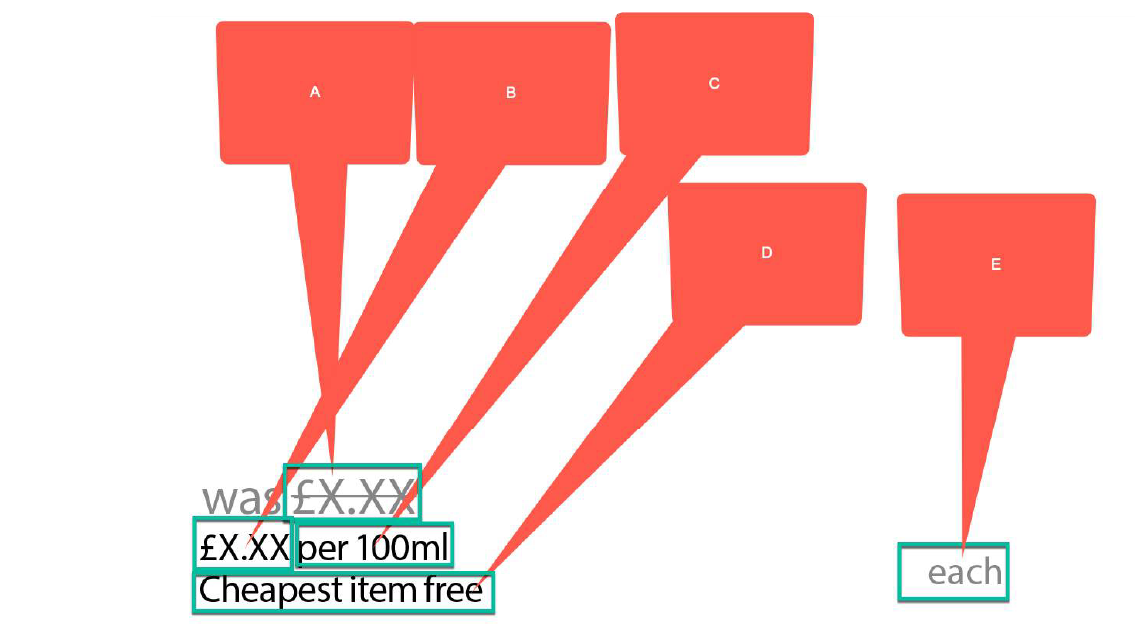 A
B
C
D
E
was £X.XX
£X.XX per 100ml
Cheapest item free
each